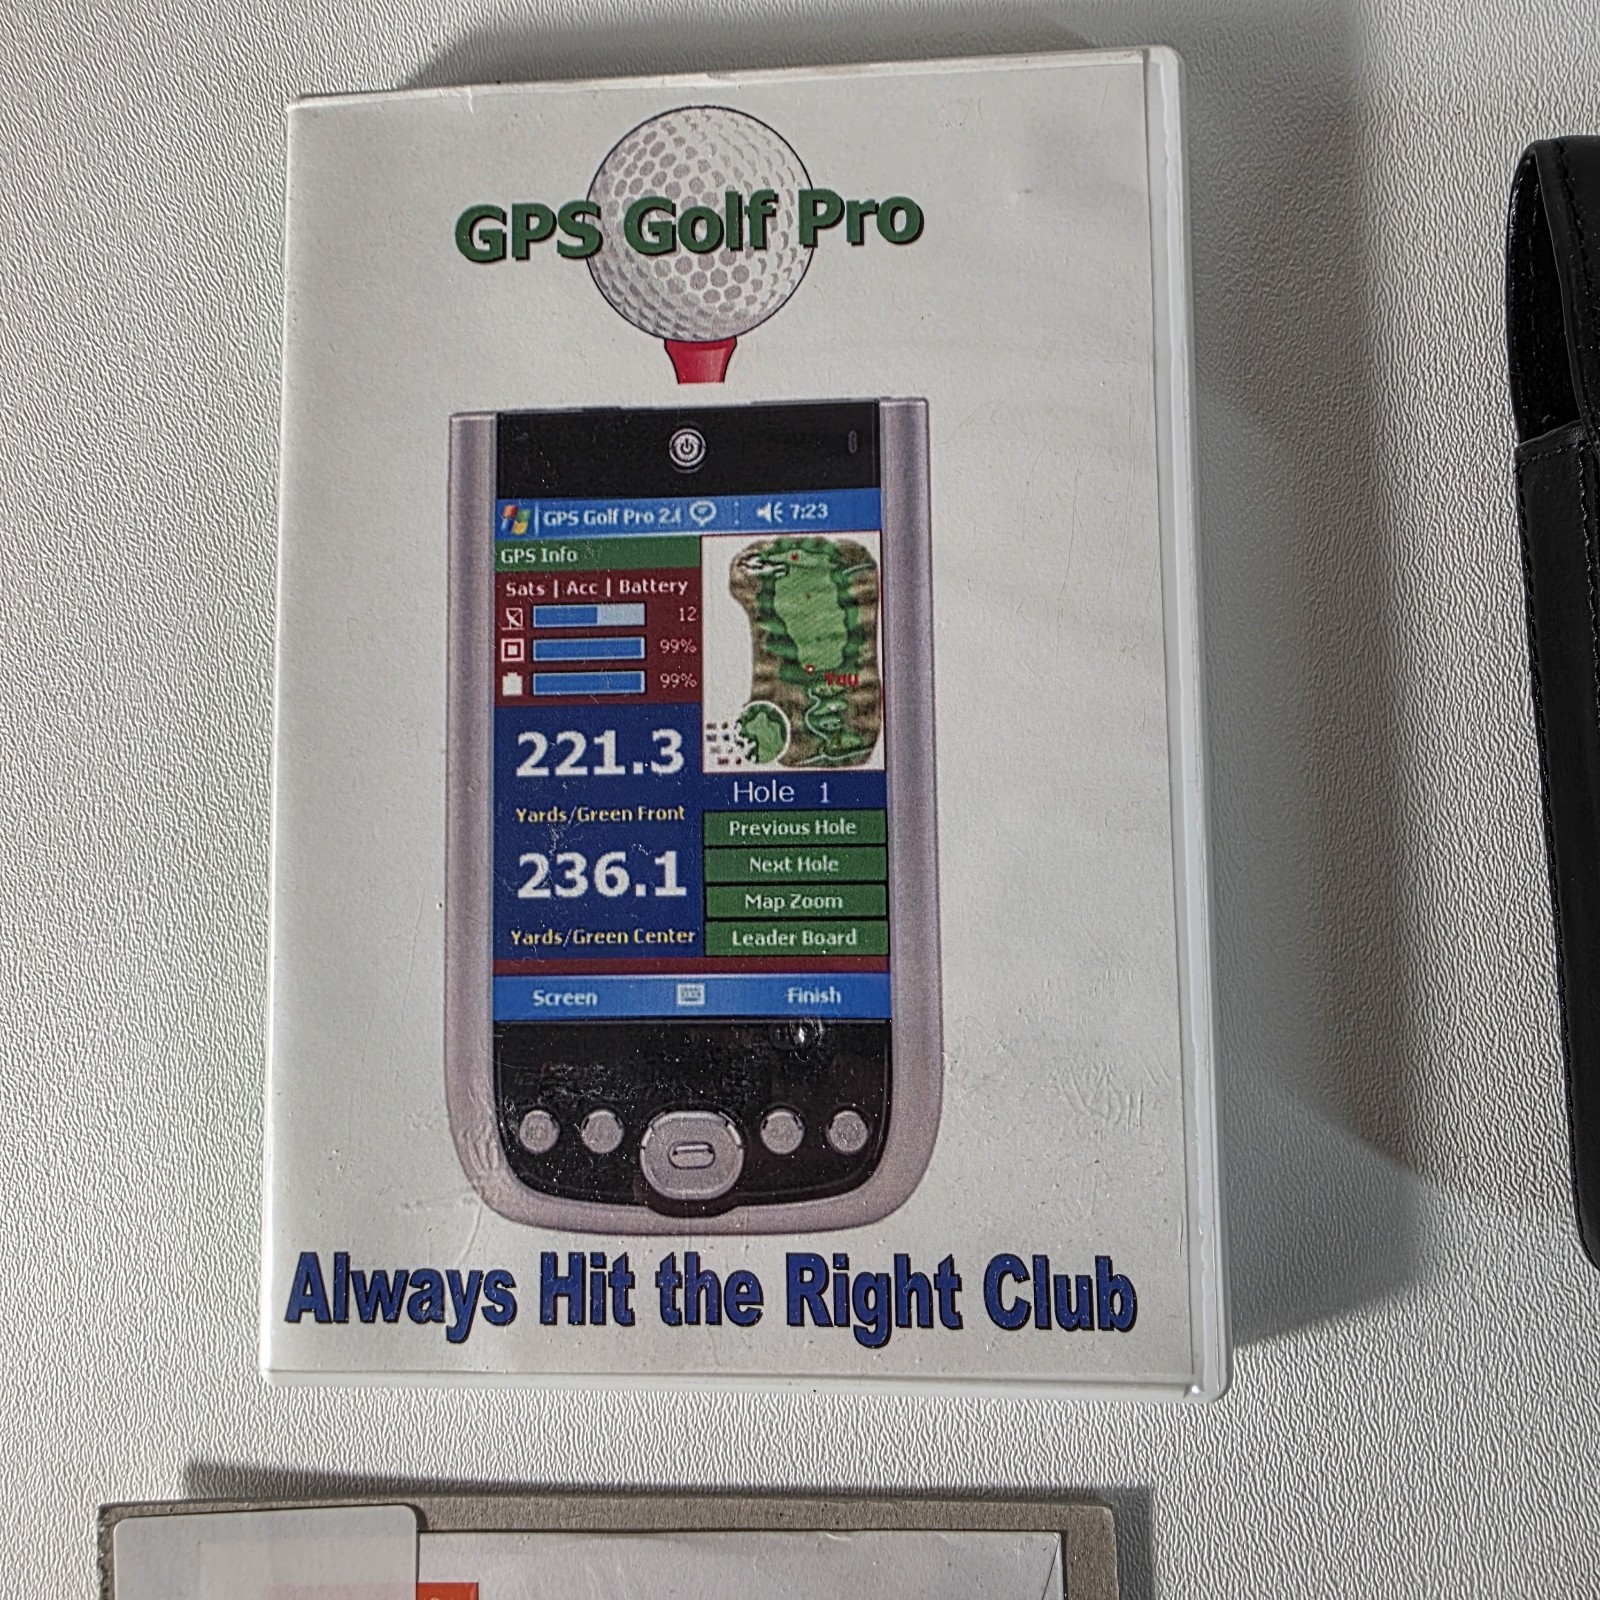 GPS Golf Pro
GPS Golf Pro 2.1 7:23
GPS Info
Sats | Acc | Battery
12
99%
99%
You
221.3
Yards/Green Front
236.1
Yards/Green Center
Hole 1
Previous Hole
Next Hole
Map Zoom
Leader Board
Screen Finish
Always Hit the Right Club